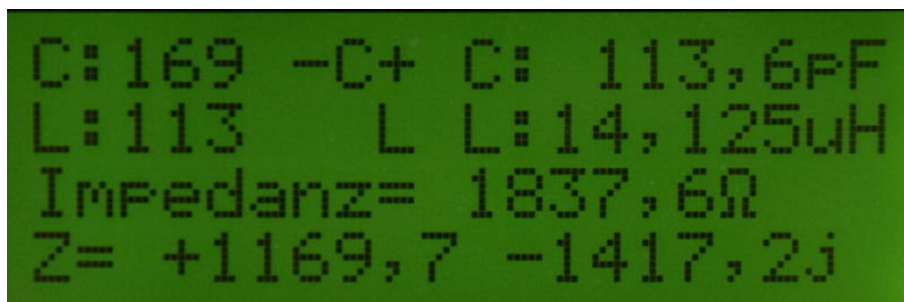 C:169 -C+ C: 113,6pF
L:113 L L:14,125uH
Impedanz= 1837,6Ω
Z= +1169,7 -1417,2j